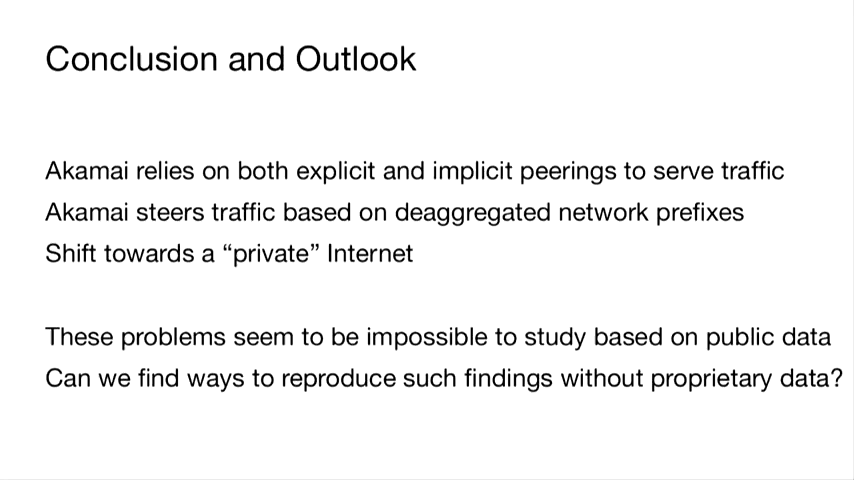 Conclusion and Outlook
Akamai relies on both explicit and implicit peerings to serve traffic
Akamai steers traffic based on deaggregated network prefixes
Shift towards a “private” Internet
These problems seem to be impossible to study based on public data
Can we find ways to reproduce such findings without proprietary data?